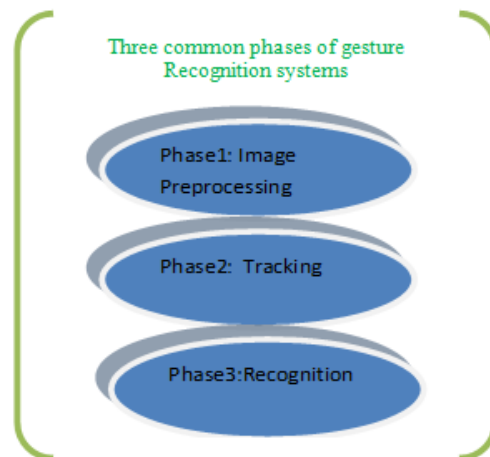 Three common phases of gesture
Recognition systems
Phase1: Image
Preprocessing
Phase2:  Tracking
Phase3:Recognition